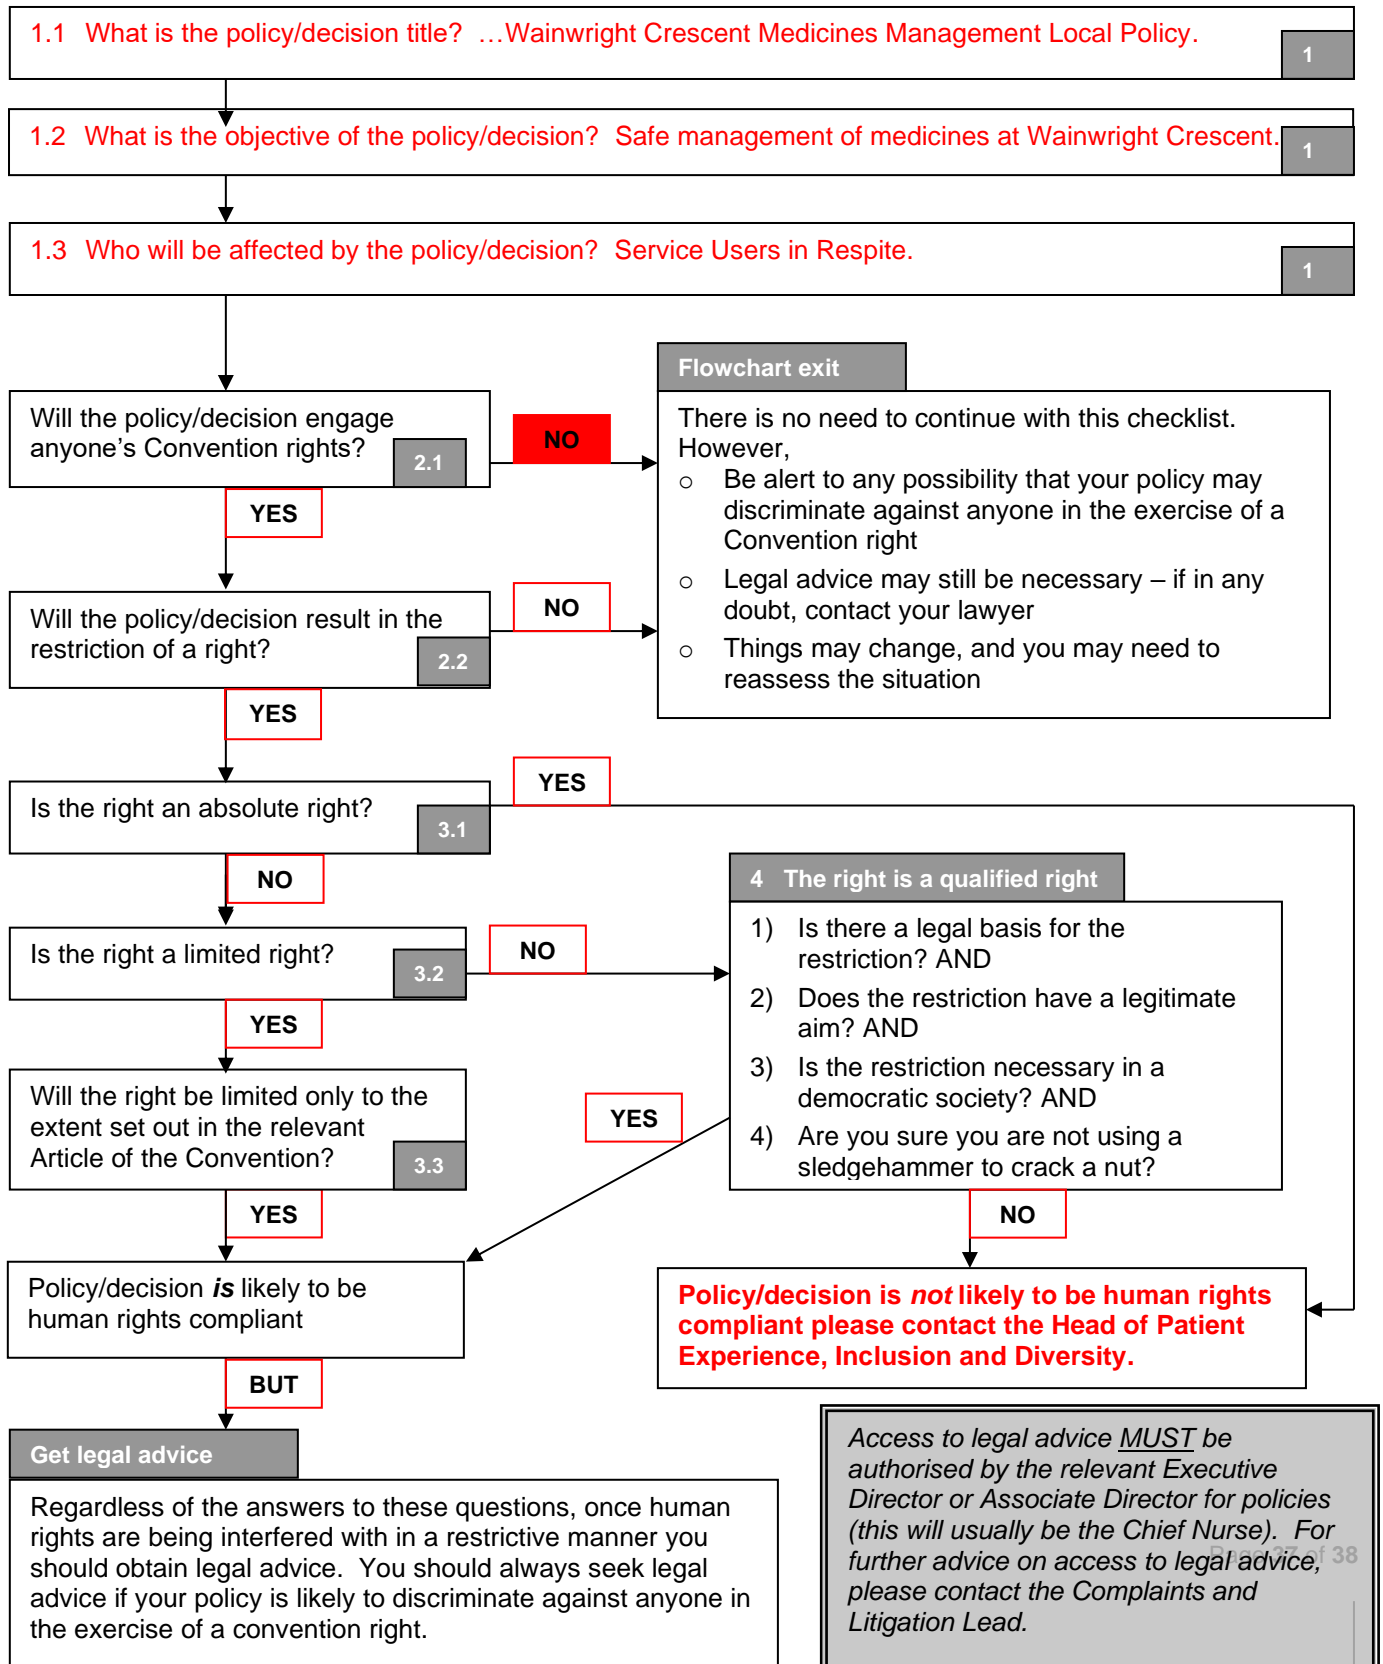 1.1 What is the policy/decision title? …Wainwright Crescent Medicines Management Local Policy.
1
1.2 What is the objective of the policy/decision? Safe management of medicines at Wainwright Crescent.
1
1.3 Who will be affected by the policy/decision? Service Users in Respite.
1
Will the policy/decision engage
anyone’s Convention rights?
2.1
NO
YES
Flowchart exit
There is no need to continue with this checklist.
However,
o Be alert to any possibility that your policy may
discriminate against anyone in the exercise of a
Convention right
o Legal advice may still be necessary – if in any
doubt, contact your lawyer
o Things may change, and you may need to
reassess the situation
Will the policy/decision result in the
restriction of a right?
2.2
NO
YES
Is the right an absolute right?
3.1
YES
NO
Is the right a limited right?
3.2
NO
YES
4 The right is a qualified right
1) Is there a legal basis for the
restriction? AND
2) Does the restriction have a legitimate
aim? AND
3) Is the restriction necessary in a
democratic society? AND
4) Are you sure you are not using a
sledgehammer to crack a nut?
YES
NO
Will the right be limited only to the
extent set out in the relevant
Article of the Convention?
3.3
YES
Policy/decision is likely to be
human rights compliant
BUT
Policy/decision is not likely to be human rights
compliant please contact the Head of Patient
Experience, Inclusion and Diversity.
Get legal advice
Regardless of the answers to these questions, once human
rights are being interfered with in a restrictive manner you
should obtain legal advice. You should always seek legal
advice if your policy is likely to discriminate against anyone in
the exercise of a convention right.
Access to legal advice MUST be
authorised by the relevant Executive
Director or Associate Director for policies
(this will usually be the Chief Nurse). For
further advice on access to legal advice,
please contact the Complaints and
Litigation Lead.
Page 37 of 38